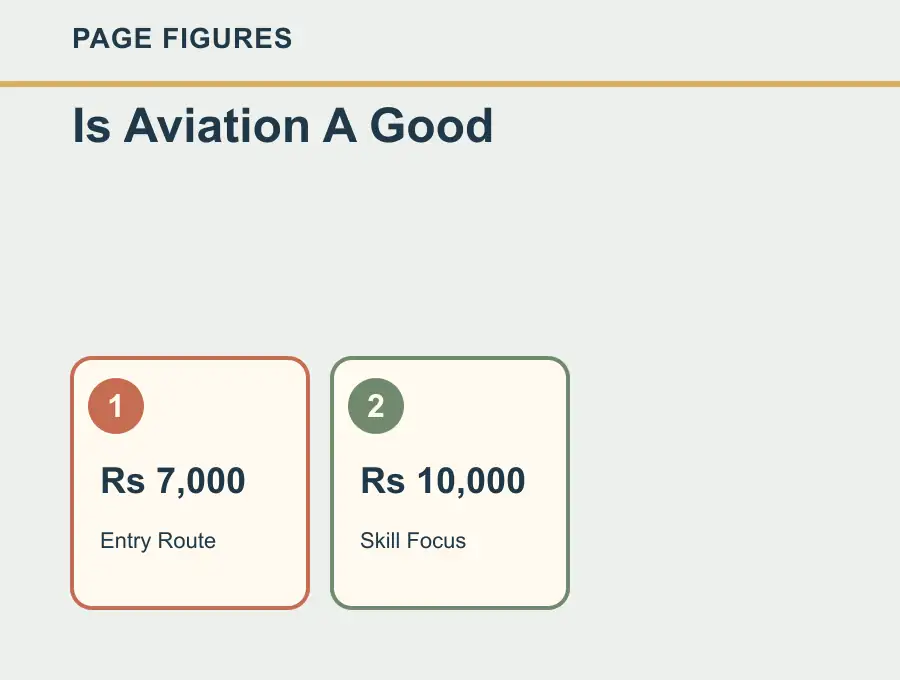 PAGE FIGURES
Is Aviation A Good
1
Rs 7,000
Entry Route
2
Rs 10,000
Skill Focus